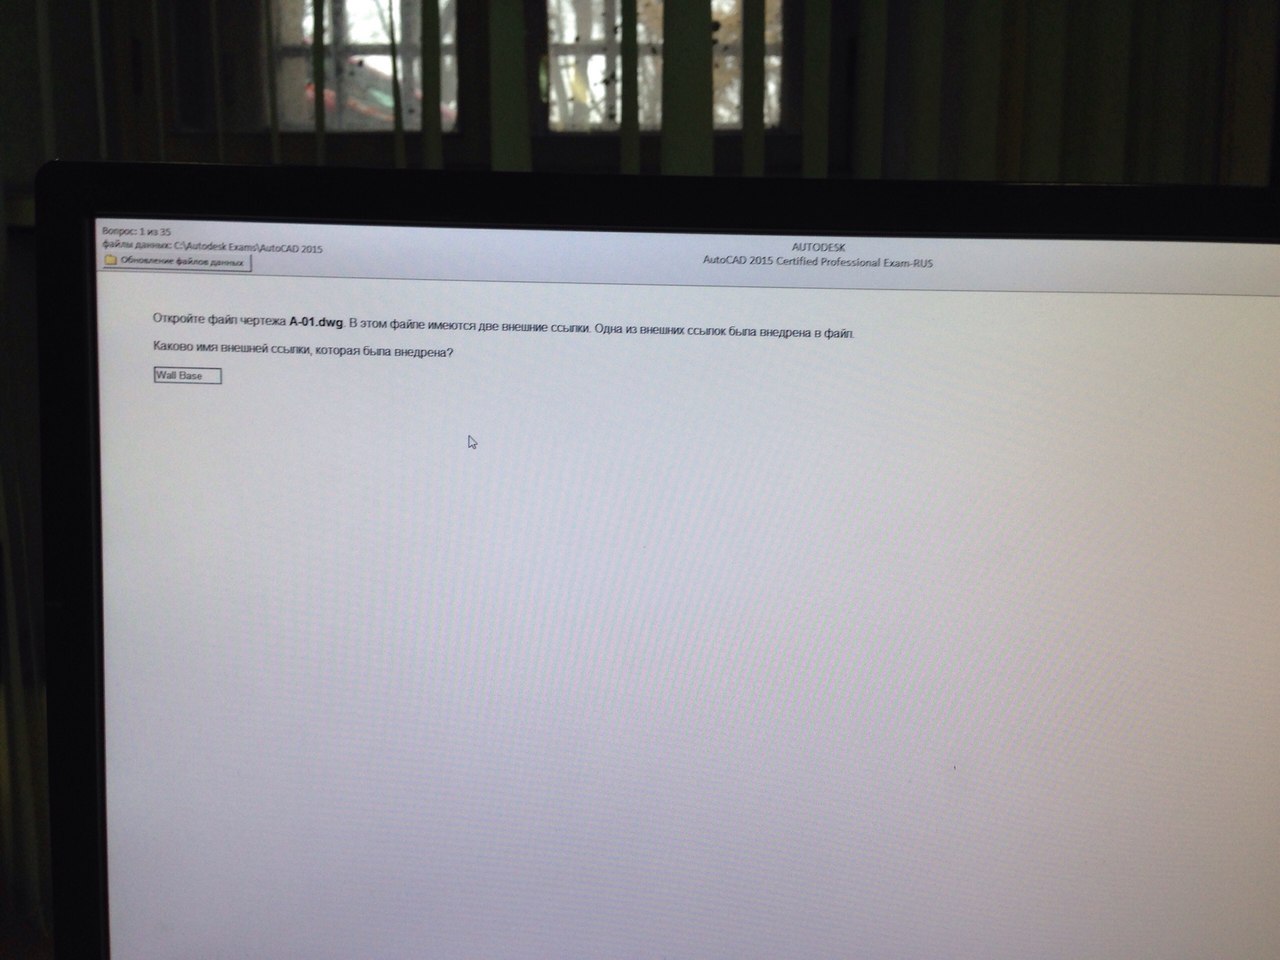 Вопрос: 1 из 35
файлы данных: C:\Autodesk Exams\AutoCAD 2015
Обновление файлов данных
AUTODESK
AutoCAD 2015 Certified Professional Exam-RUS
Откройте файл чертежа A-01.dwg. В этом файле имеются две внешние ссылки. Одна из внешних ссылок была внедрена в файл.
Каково имя внешней ссылки, которая была внедрена?
Wall Base